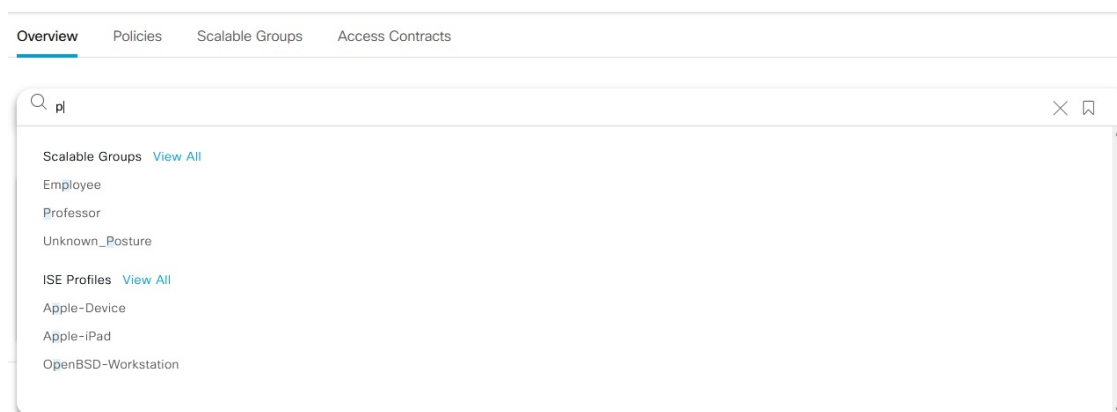 Overview Policies Scalable Groups Access Contracts
p
Scalable Groups View All
Employee
Professor
Unknown_Posture
ISE Profiles View All
Apple-Device
Apple-iPad
OpenBSD-Workstation